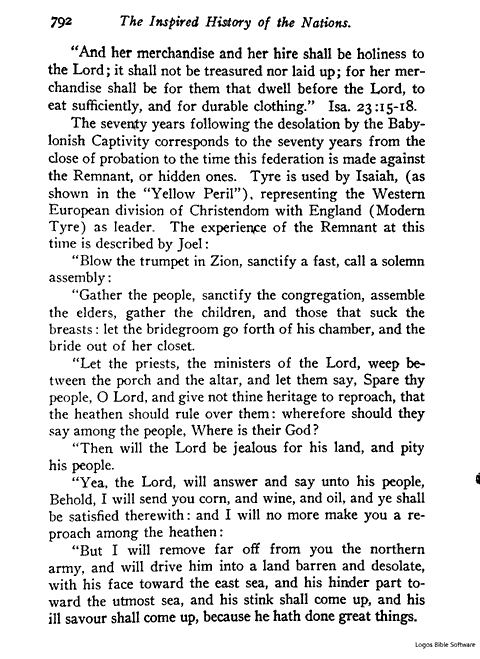 792 The Inspired History of the Nations.
"And her merchandise and her hire shall be holiness to
the Lord; it shall not be treasured nor laid up; for her mer-
chandise shall be for them that dwell before the Lord, to
eat sufficiently, and for durable clothing." Isa. 23:15-18.
The seventy years following the desolation by the Baby-
lonish Captivity corresponds to the seventy years from the
close of probation to the time this federation is made against
the Remnant, or hidden ones. Tyre is used by Isaiah, (as
shown in the "Yellow Peril"), representing the Western
European division of Christendom with England (Modern
Tyre) as leader. The experience of the Remnant at this
time is described by Joel:
"Blow the trumpet in Zion, sanctify a fast, call a solemn
assembly:
"Gather the people, sanctify the congregation, assemble
the elders, gather the children, and those that suck the
breasts: let the bridegroom go forth of his chamber, and the
bride out of her closet.
"Let the priests, the ministers of the Lord, weep be-
tween the porch and the altar, and let them say, Spare thy
people, O Lord, and give not thine heritage to reproach, that
the heathen should rule over them: wherefore should they
say among the people, Where is their God?
"Then will the Lord be jealous for his land, and pity
his people.
"Yea, the Lord, will answer and say unto his people,
Behold, I will send you corn, and wine, and oil, and ye shall
be satisfied therewith: and I will no more make you a re-
proach among the heathen:
"But I will remove far off from you the northern
army, and will drive him into a land barren and desolate,
with his face toward the east sea, and his hinder part to-
ward the utmost sea, and his stink shall come up, and his
ill savour shall come up, because he hath done great things.
Logos Bible Software